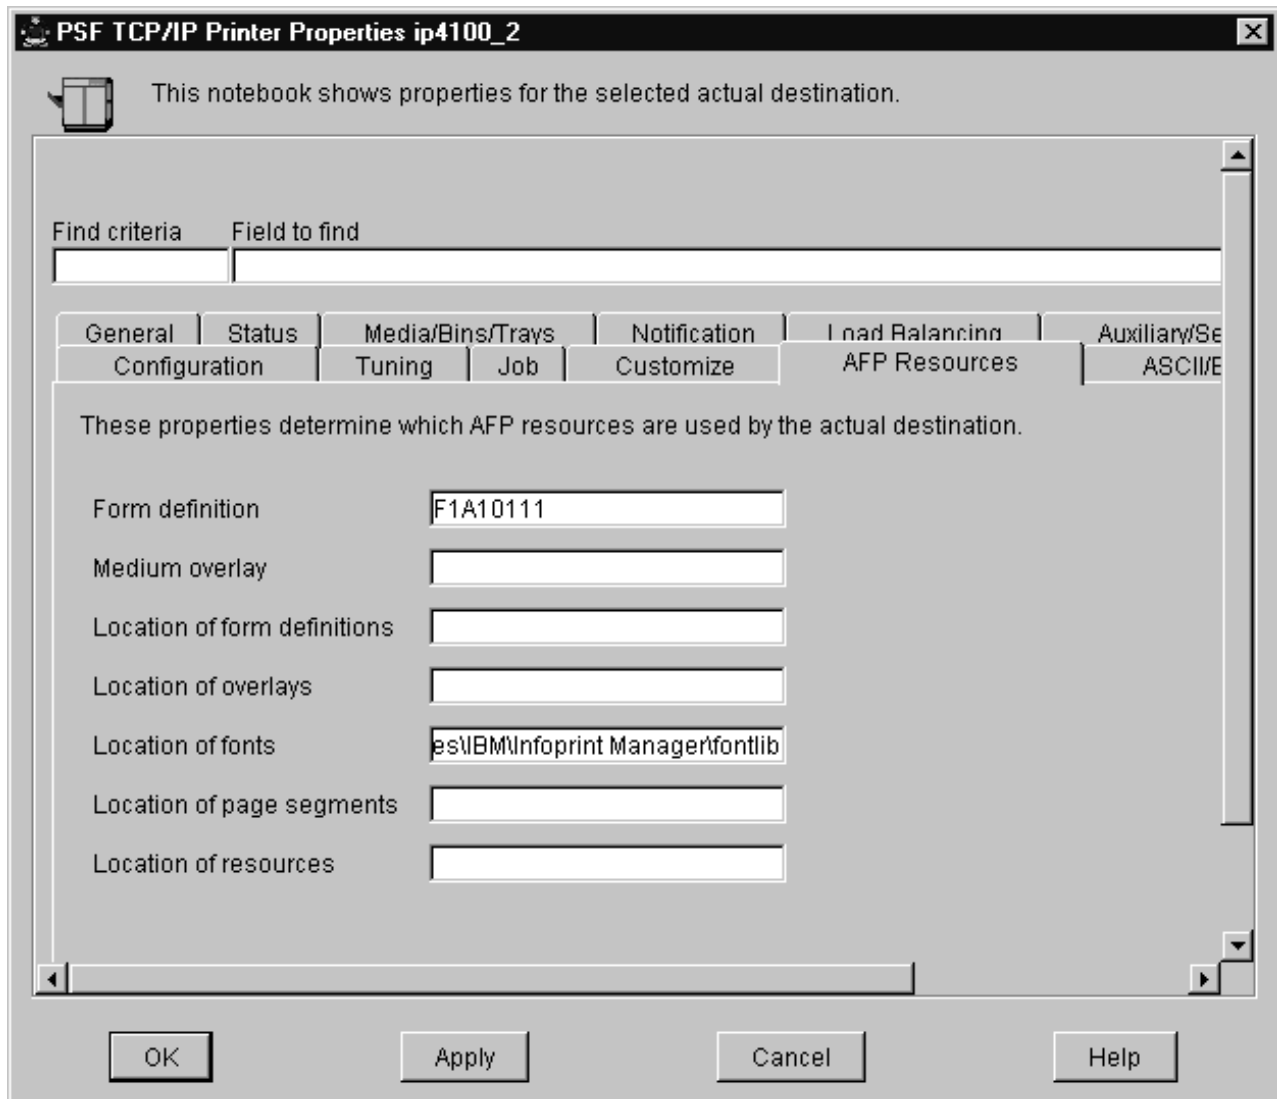 PSF TCP/IP Printer Properties ip4100_2
This notebook shows properties for the selected actual destination.
Find criteria Field to find
General Status Media/Bins/Trays Notification Load Balancing Auxiliary/Se
Configuration Tuning Job Customize AFP Resources ASCII/E
These properties determine which AFP resources are used by the actual destination.
Form definition F1A10111
Medium overlay
Location of form definitions
Location of overlays
Location of fonts es\IBM\Infoprint Manager\fontlib
Location of page segments
Location of resources
OK Apply Cancel Help